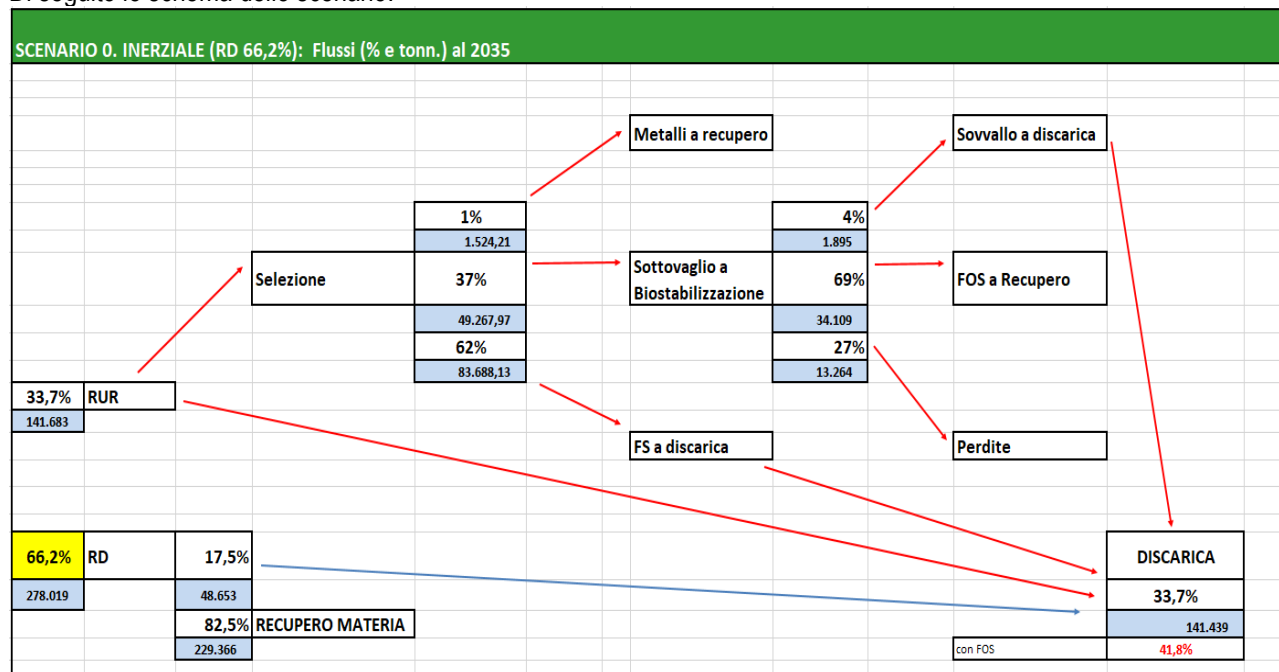 SCENARIO 0. INERZIALE (RD 66,2%): Flussi (% e tonn.) al 2035
Metalli a recupero
Sovvallo a discarica
1%
4%
1.524,21
1.895
Selezione
37%
Sottovaglio a
Biostabilizzazione
69%
FOS a Recupero
49.267,97
34.109
62%
27%
83.688,13
13.264
33,7%
RUR
141.683
FS a discarica
Perdite
66,2%
RD
17,5%
DISCARICA
278.019
48.653
33,7%
82,5%
RECUPERO MATERIA
141.439
229.366
con FOS
41,8%